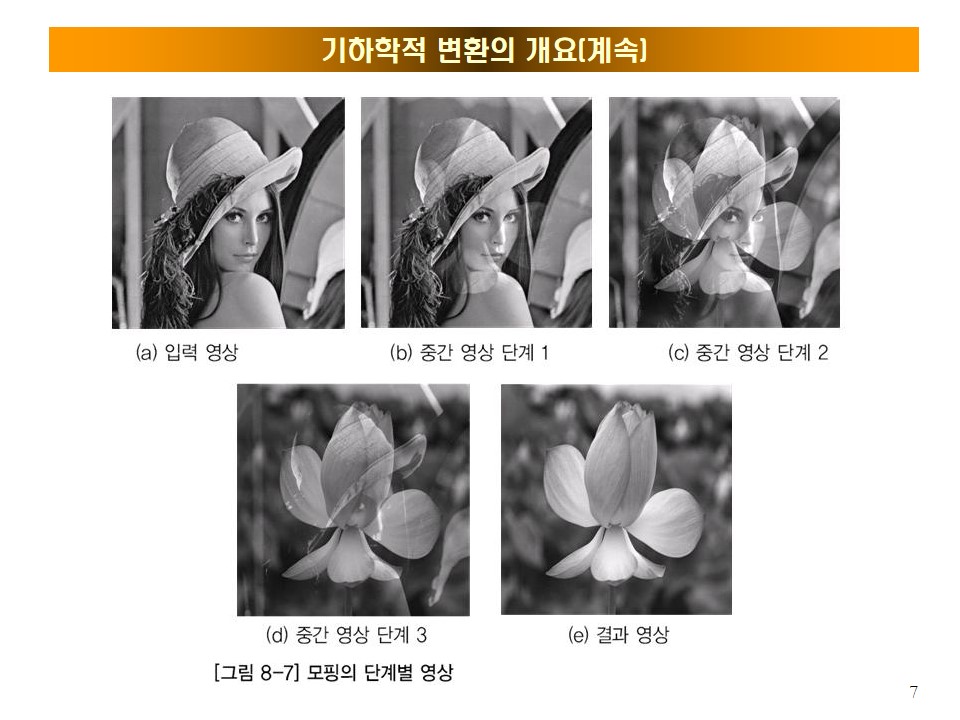 기하학적 변환의 개요(계속)
(a) 입력 영상
(b) 중간 영상 단계 1
(c) 중간 영상 단계 2
(d) 중간 영상 단계 3
(e) 결과 영상
[그림 8-7] 모핑의 단계별 영상
7